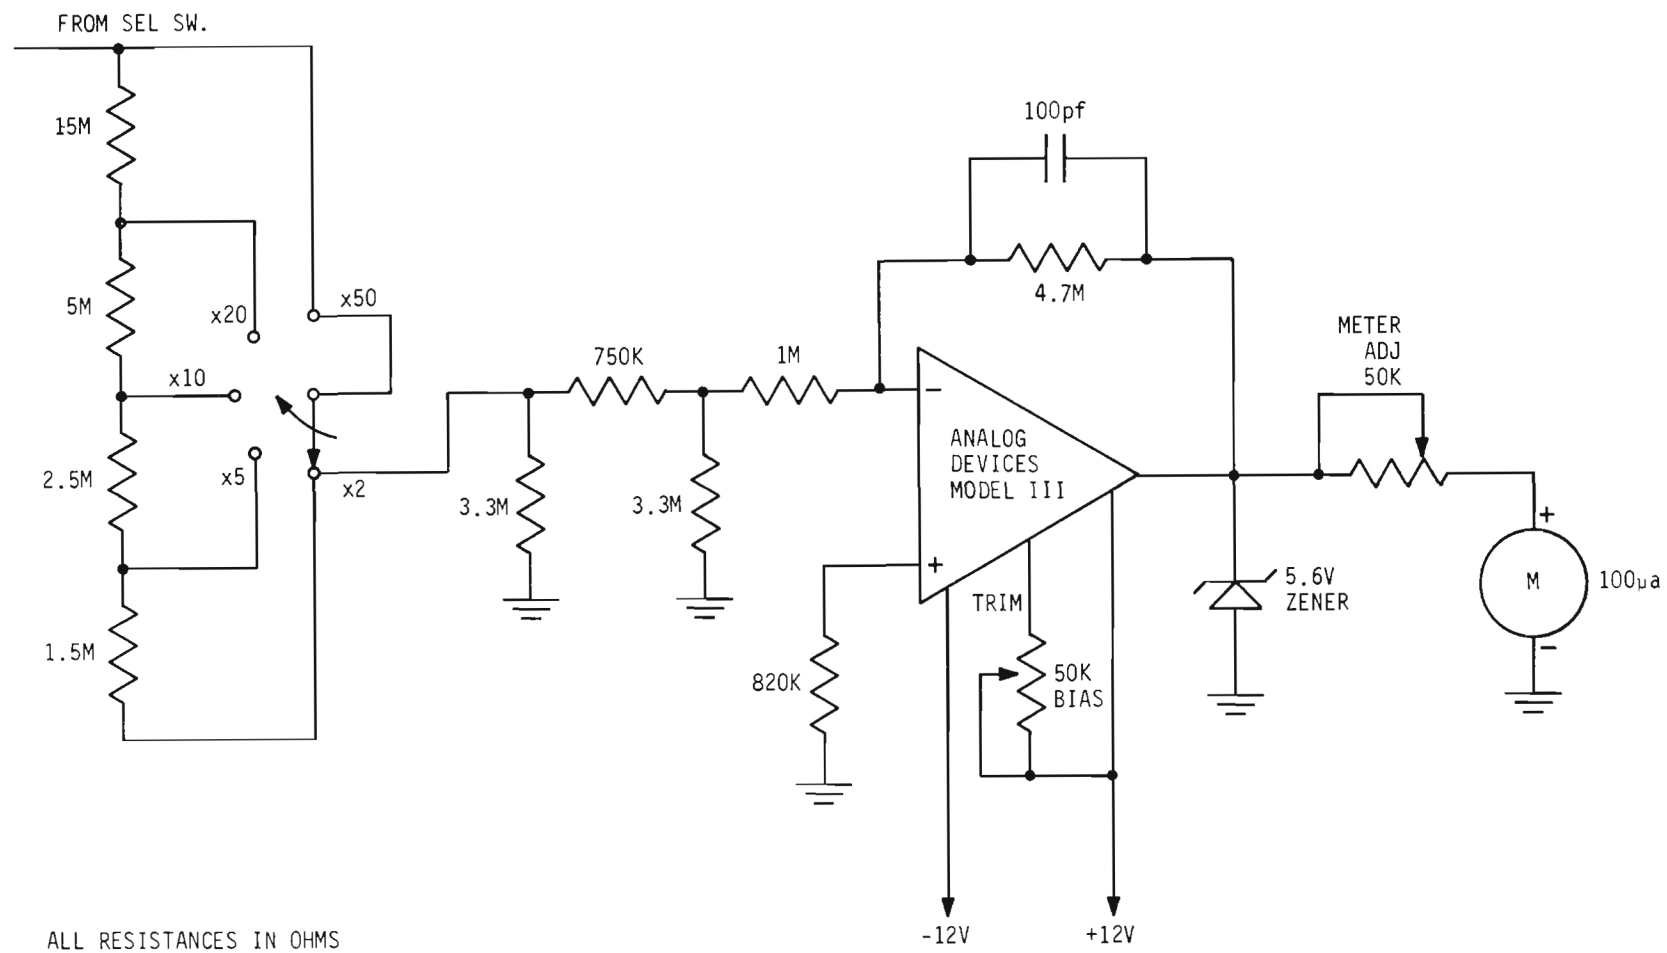 FROM SEL SW.
15M
100pf
5M
x20
x50
4.7M
METER
ADJ
50K
x10
750K
1M
−
ANALOG
DEVICES
MODEL III
2.5M
x5
x2
3.3M
3.3M
+
+
M
100µa
−
5.6V
ZENER
TRIM
1.5M
820K
50K
BIAS
-12V
+12V
ALL RESISTANCES IN OHMS